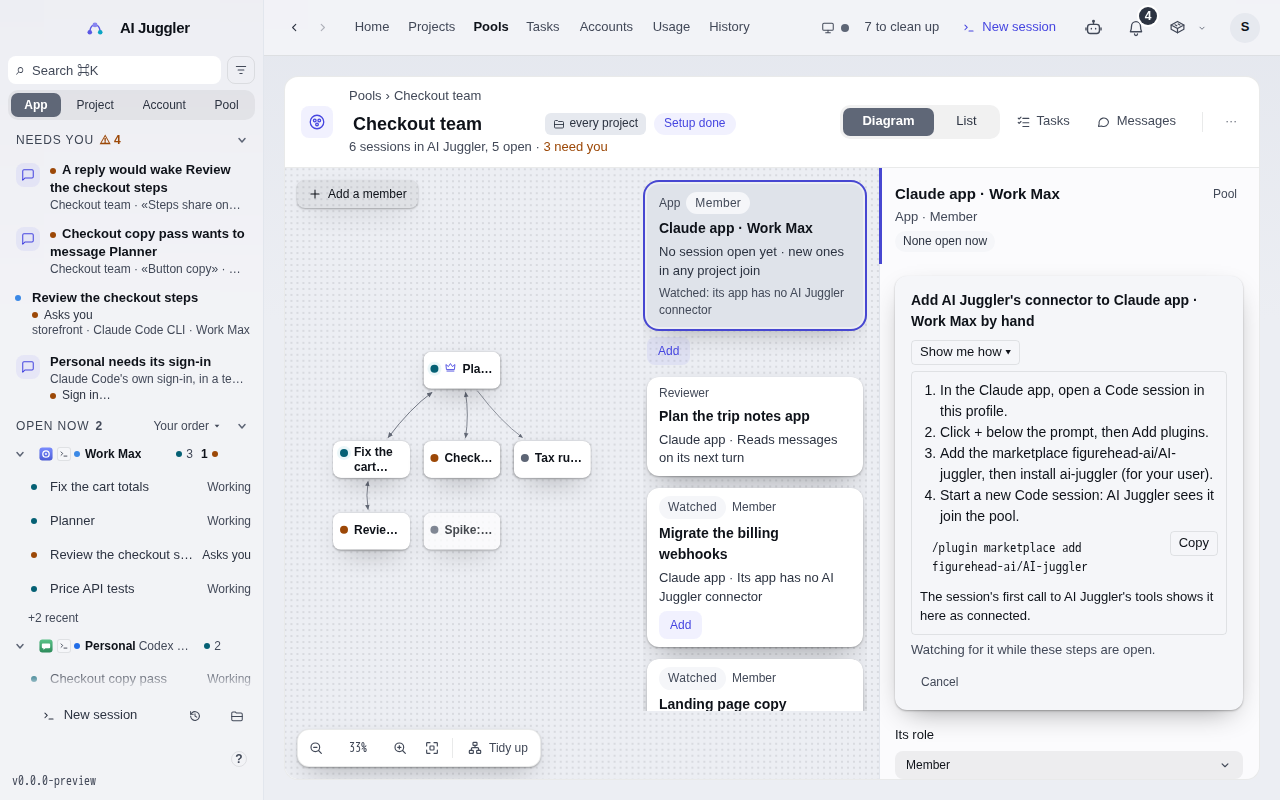 AI Juggler
Search ⌘K
App Project Account Pool
NEEDS YOU 4
A reply would wake Review the checkout steps
Checkout team · «Steps share on…
Checkout copy pass wants to message Planner
Checkout team · «Button copy» · …
Review the checkout steps
Asks you
storefront · Claude Code CLI · Work Max
Personal needs its sign-in
Claude Code's own sign-in, in a te…
Sign in…
OPEN NOW 2 Your order
Work Max 3 1
Fix the cart totals Working
Planner Working
Review the checkout s… Asks you
Price API tests Working
+2 recent
Personal Codex … 2
Checkout copy pass Working
New session
?
v0.0.0-preview
Home Projects Pools Tasks Accounts Usage History
7 to clean up
New session
4
S
Pools › Checkout team
Checkout team
every project
Setup done
6 sessions in AI Juggler, 5 open · 3 need you
Diagram List
Tasks
Messages
Add a member
Pla…
Fix the cart…
Check…
Tax ru…
Revie…
Spike:…
33%
Tidy up
App Member
Claude app · Work Max
No session open yet · new ones
in any project join
Watched: its app has no AI Juggler
connector
Add
Reviewer
Plan the trip notes app
Claude app · Reads messages
on its next turn
Watched Member
Migrate the billing
webhooks
Claude app · Its app has no AI
Juggler connector
Add
Watched Member
Landing page copy
Claude app · Work Max
Pool
App · Member
None open now
Add AI Juggler's connector to Claude app ·
Work Max by hand
Show me how ▾
1. In the Claude app, open a Code session in
this profile.
2. Click + below the prompt, then Add plugins.
3. Add the marketplace figurehead-ai/AI-
juggler, then install ai-juggler (for your user).
4. Start a new Code session: AI Juggler sees it
join the pool.
/plugin marketplace add
figurehead-ai/AI-juggler
Copy
The session's first call to AI Juggler's tools shows it
here as connected.
Watching for it while these steps are open.
Cancel
Its role
Member